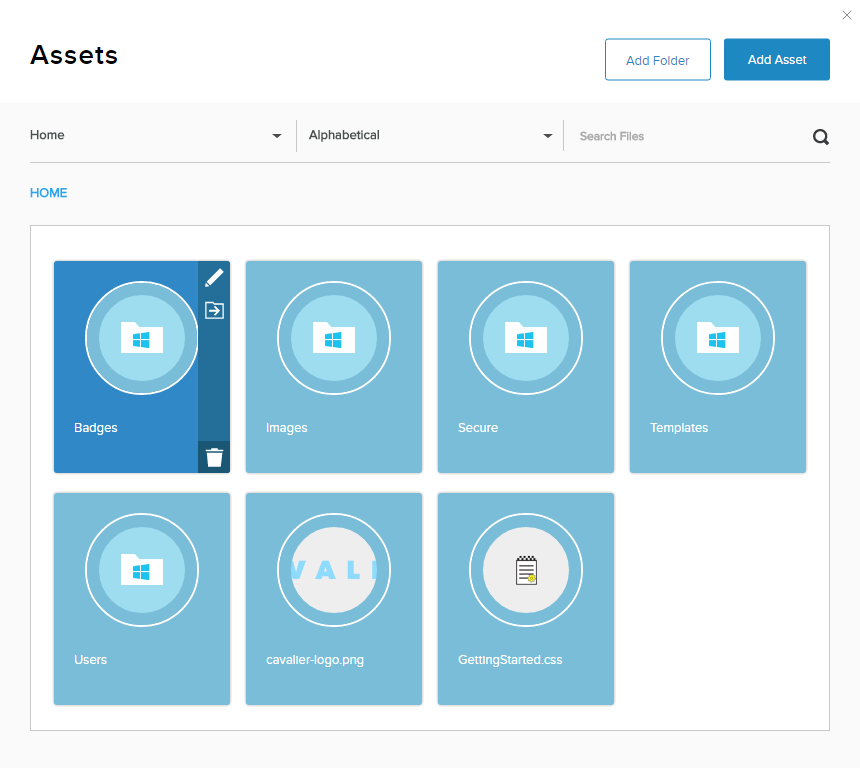 Assets
Add Folder
Add Asset
Home
Alphabetical
Search Files
HOME
Badges
Images
Secure
Templates
VALI
Users
cavalier-logo.png
GettingStarted.css